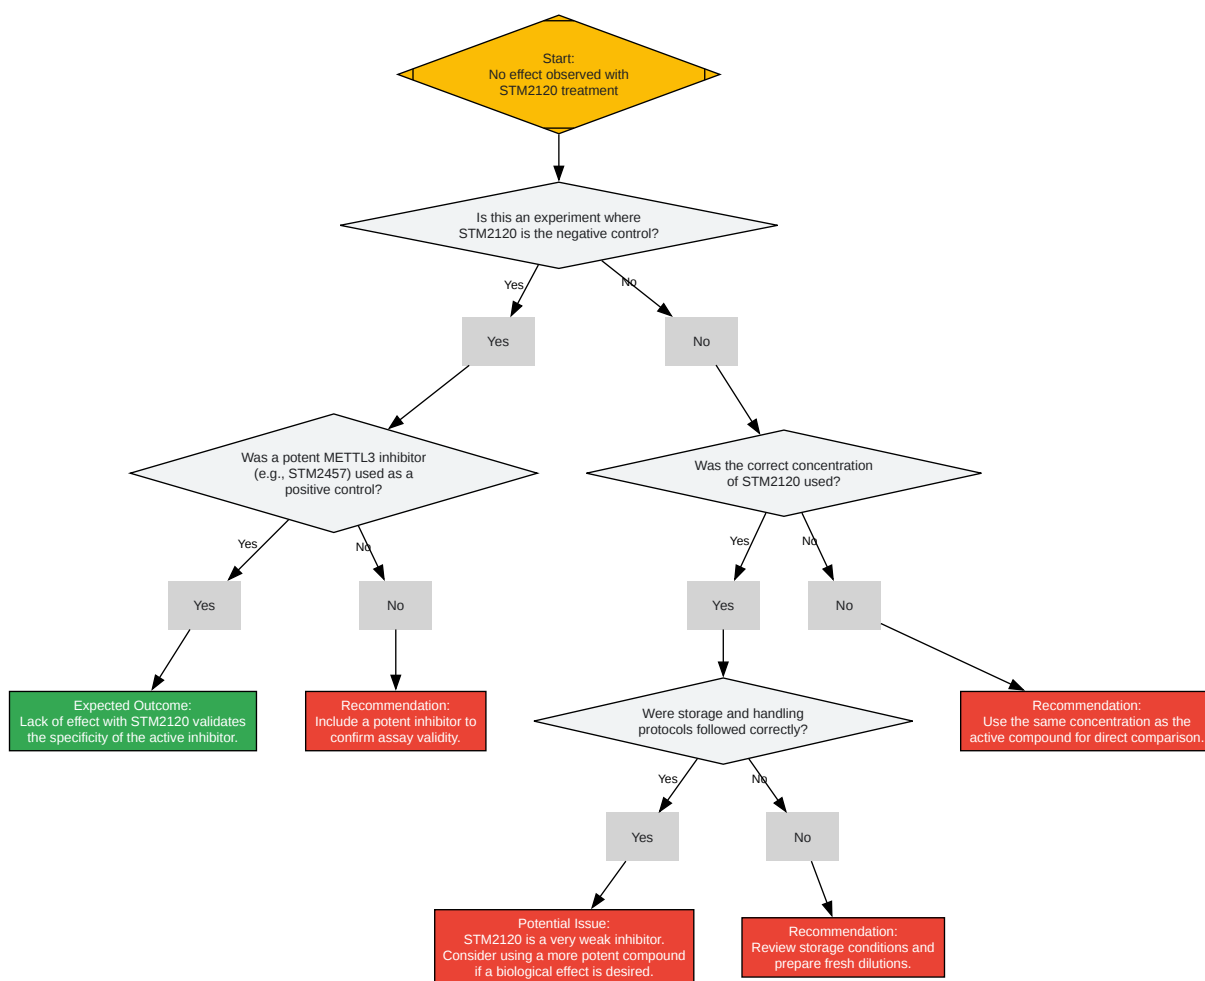 Start:
No effect observed with
STM2120 treatment
Is this an experiment where
STM2120 is the negative control?
Yes
No
Yes
No
Was a potent METTL3 inhibitor
(e.g., STM2457) used as a
positive control?
Was the correct concentration
of STM2120 used?
Yes
No
Yes
No
Yes
No
Yes
No
Expected Outcome:
Lack of effect with STM2120 validates
the specificity of the active inhibitor.
Recommendation:
Include a potent inhibitor to
confirm assay validity.
Were storage and handling
protocols followed correctly?
Recommendation:
Use the same concentration as the
active compound for direct comparison.
Yes
No
Yes
No
Potential Issue:
STM2120 is a very weak inhibitor.
Consider using a more potent compound
if a biological effect is desired.
Recommendation:
Review storage conditions and
prepare fresh dilutions.